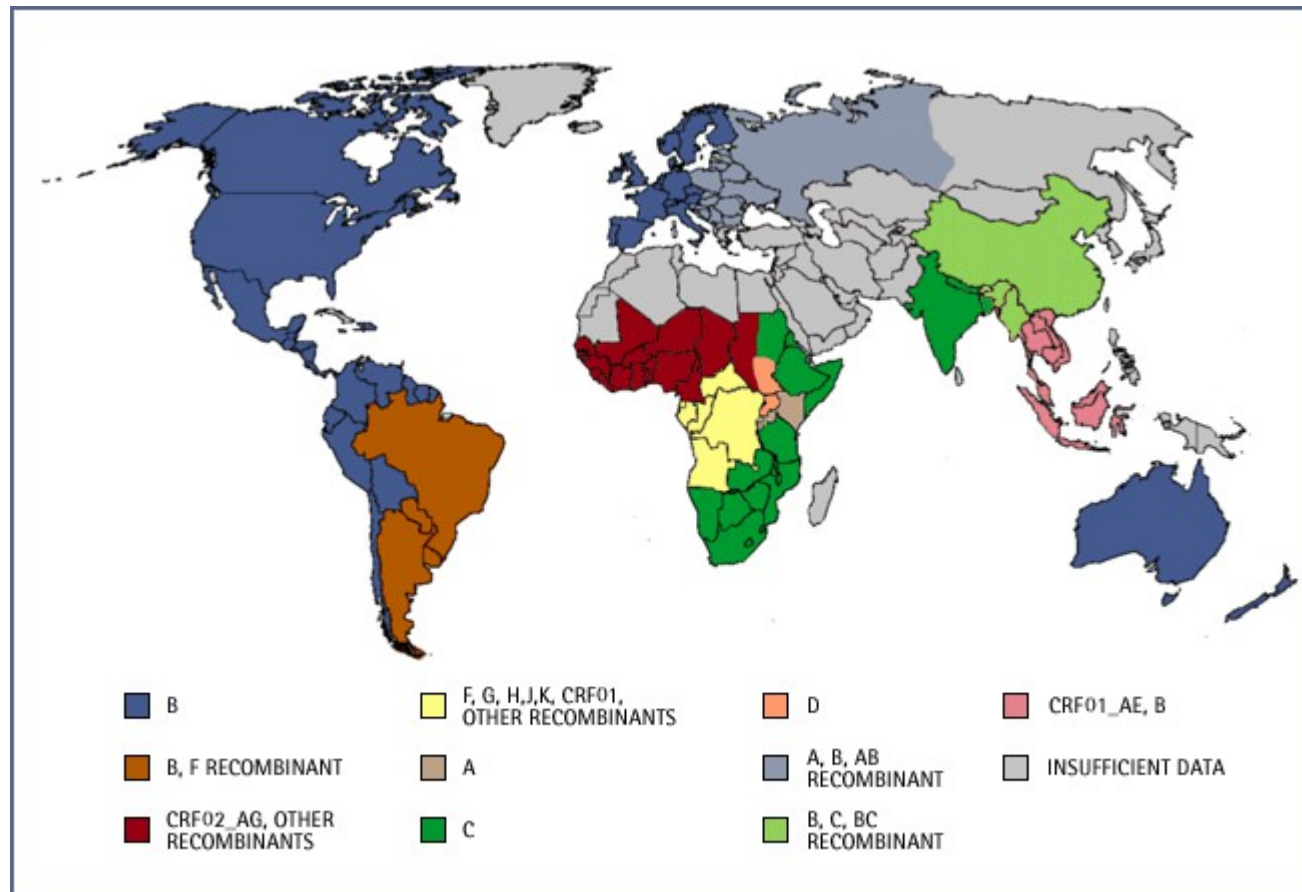 B
B, F RECOMBINANT
CRF02_AG, OTHER
RECOMBINANTS
F, G, H,J,K, CRF01,
OTHER RECOMBINANTS
A
C
D
A, B, AB
RECOMBINANT
B, C, BC
RECOMBINANT
CRF01_AE, B
INSUFFICIENT DATA